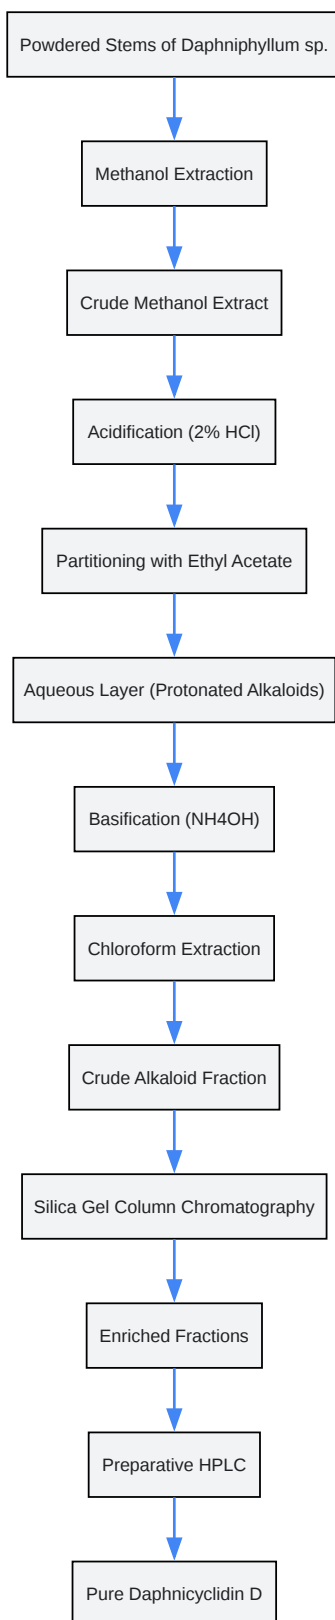 Powdered Stems of Daphniphyllum sp.
Methanol Extraction
Crude Methanol Extract
Acidification (2% HCl)
Partitioning with Ethyl Acetate
Aqueous Layer (Protonated Alkaloids)
Basification (NH4OH)
Chloroform Extraction
Crude Alkaloid Fraction
Silica Gel Column Chromatography
Enriched Fractions
Preparative HPLC
Pure Daphnicyclidin D